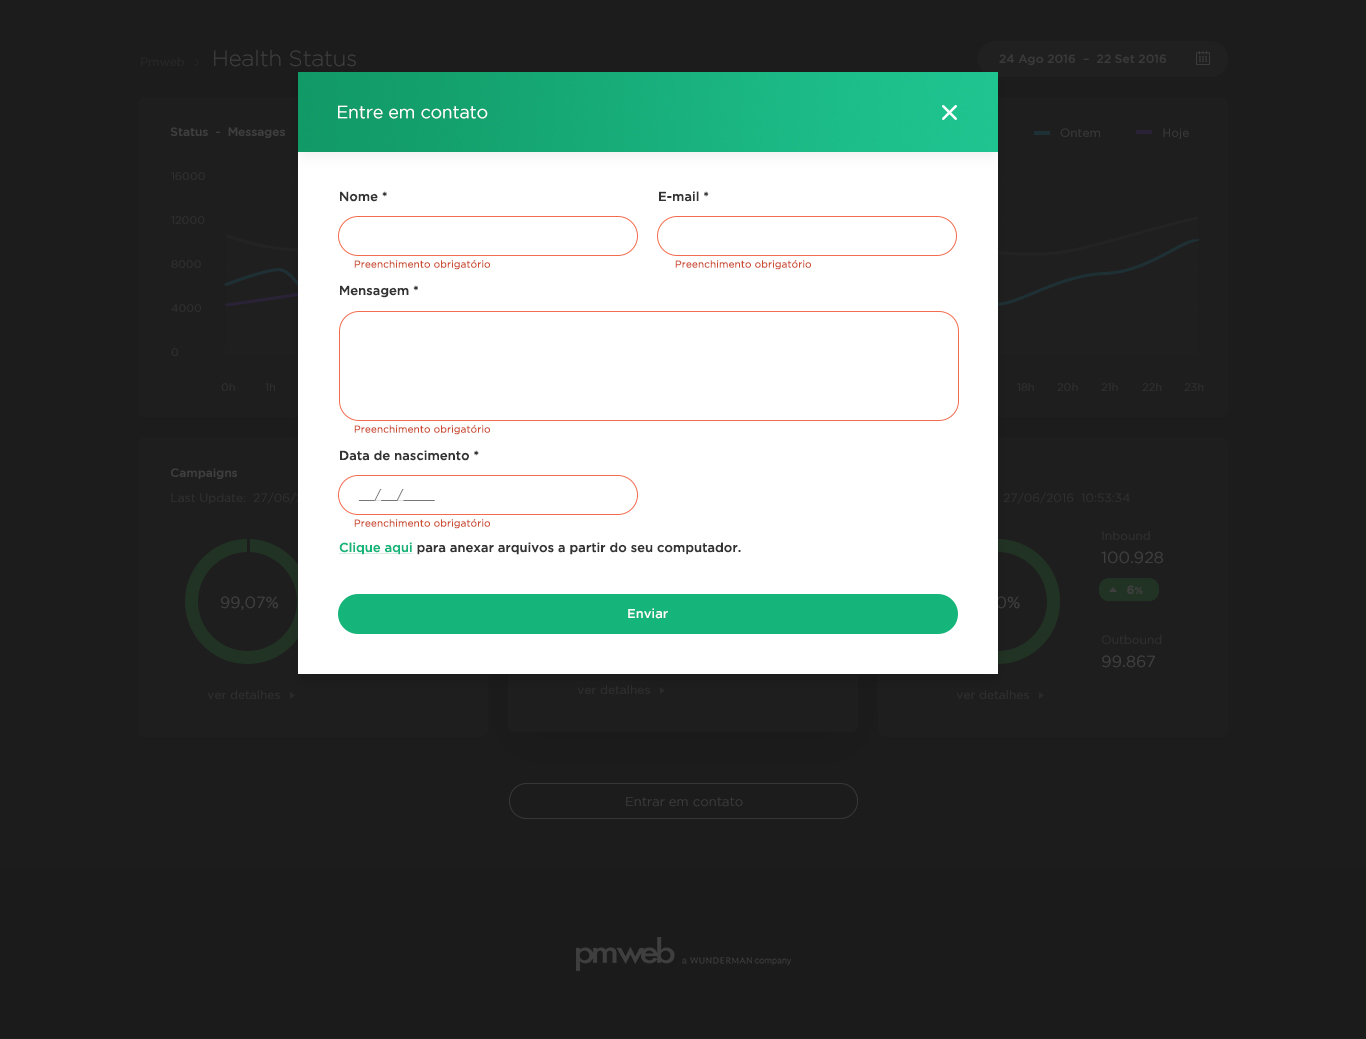 Pmweb > Health Status
24 Ago 2016 – 22 Set 2016
Entre em contato
Status - Messages
Ontem
Hoje
16000
12000
8000
4000
0
0h 1h
18h 20h 21h 22h 23h
Nome *
E-mail *
Preenchimento obrigatório
Preenchimento obrigatório
Mensagem *
Preenchimento obrigatório
Data de nascimento *
__/__/____
Preenchimento obrigatório
Clique aqui para anexar arquivos a partir do seu computador.
Enviar
Campaigns
Last Update: 27/06/
99,07%
ver detalhes
ver detalhes
27/06/2016 10:53:34
0%
Inbound
100.928
6%
Outbound
99.867
ver detalhes
Entrar em contato
pmweb a WUNDERMAN company